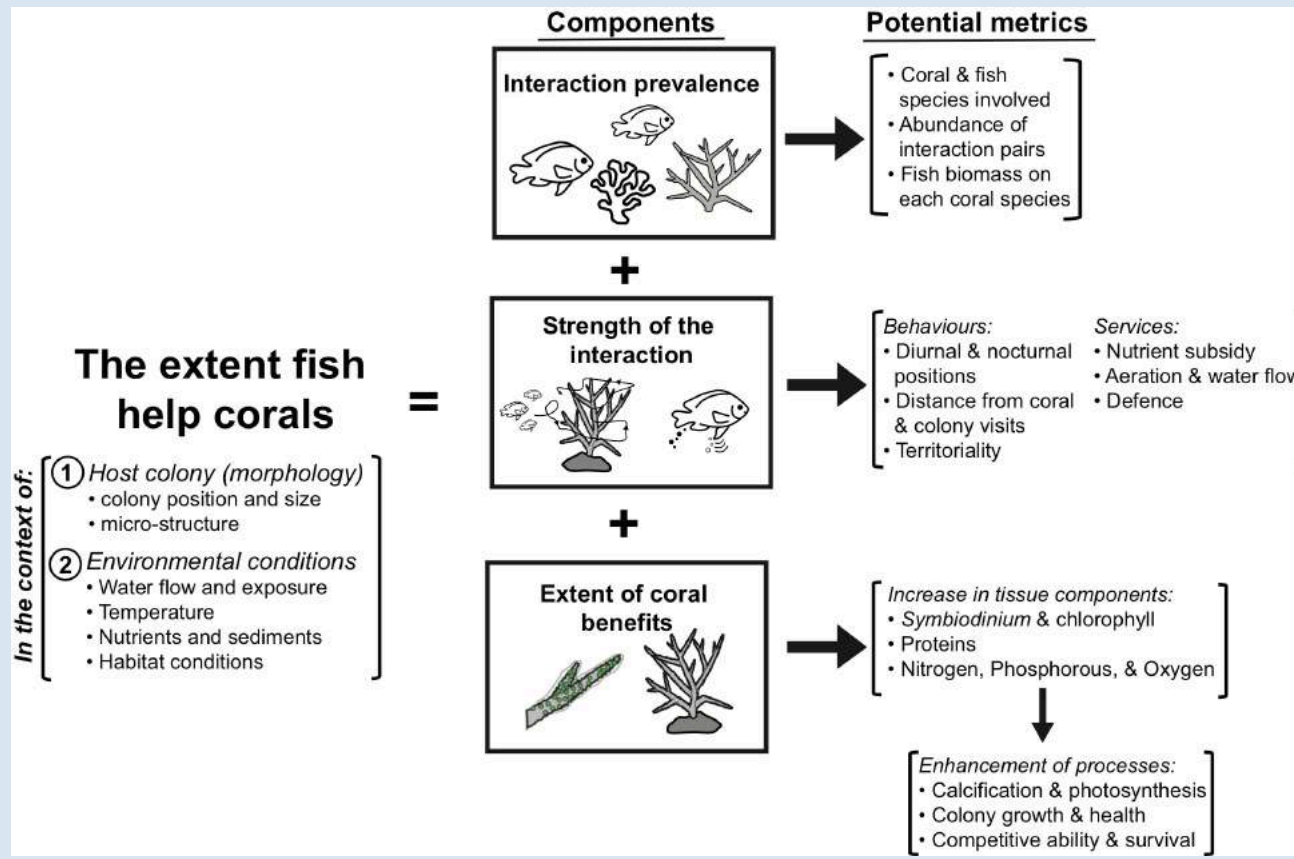 Components
Potential metrics
Interaction prevalence
• Coral & fish
species involved
• Abundance of
interaction pairs
• Fish biomass on
each coral species
+
Strength of the
interaction
Behaviours:
• Diurnal & nocturnal
positions
• Distance from coral
& colony visits
• Territoriality
Services:
• Nutrient subsidy
• Aeration & water flow
• Defence
The extent fish
help corals
=
In the context of:
1 Host colony (morphology)
• colony position and size
• micro-structure
2 Environmental conditions
• Water flow and exposure
• Temperature
• Nutrients and sediments
• Habitat conditions
+
Extent of coral
benefits
Increase in tissue components:
• Symbiodinium & chlorophyll
• Proteins
• Nitrogen, Phosphorous, & Oxygen
Enhancement of processes:
• Calcification & photosynthesis
• Colony growth & health
• Competitive ability & survival